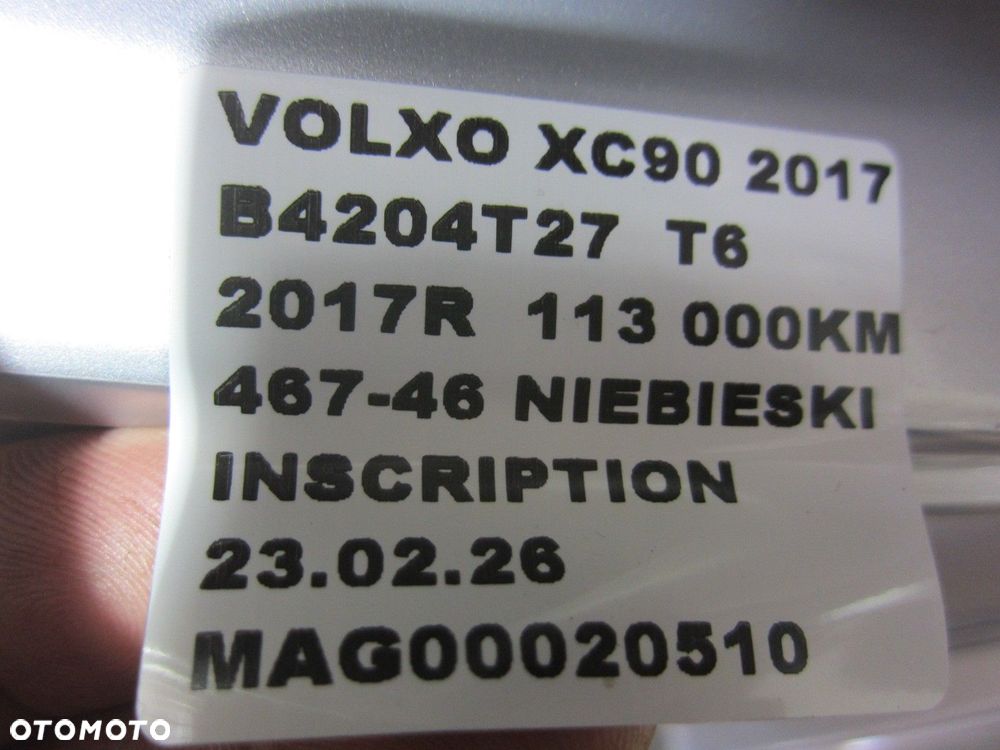 VOLXO XC90 2017
B4204T27 T6
2017R 113 000KM
467-46 NIEBIESKI
INSCRIPTION
23.02.26
MAG00020510
OTOMOTO